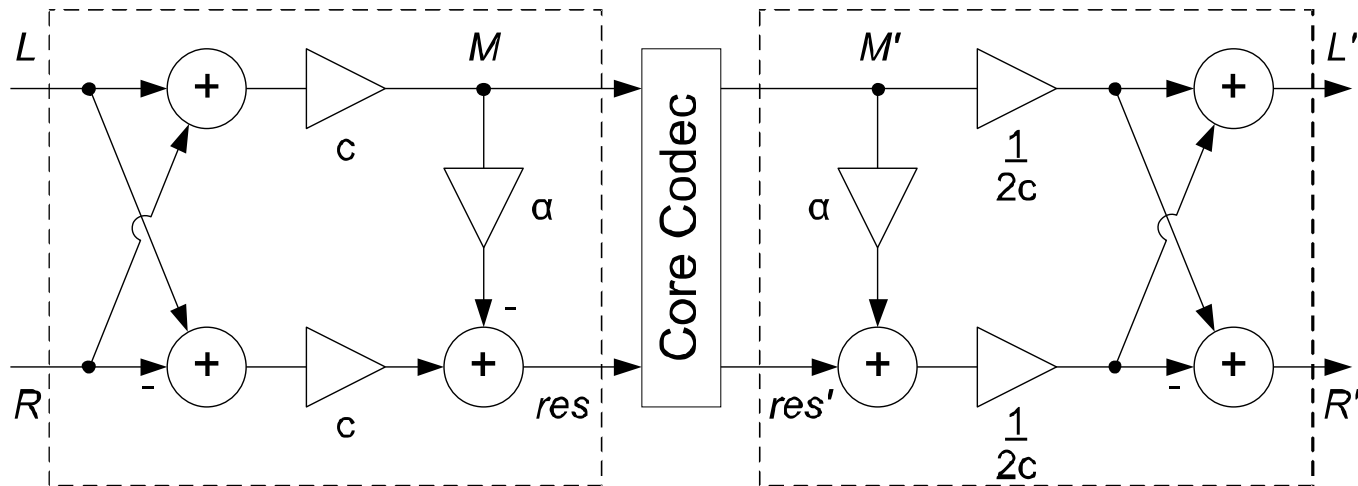 L
M
M'
L'
+
+
c
1
2c
α
α
Core Codec
-
-
-
+
+
+
+
R
c
res
res'
1
2c
R'